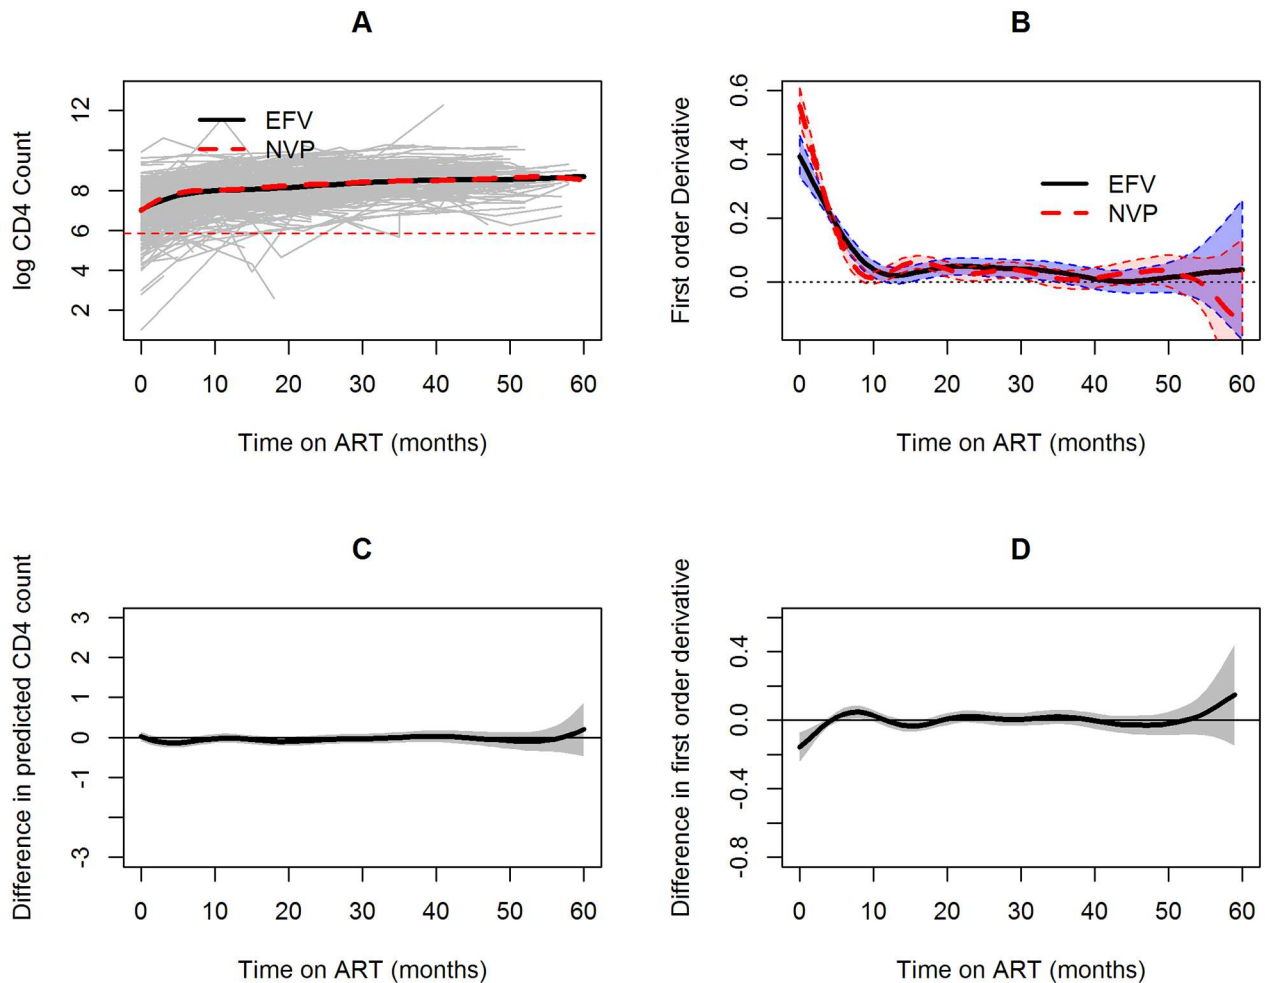 A
log CD4 Count
12
10
8
6
4
2
EFV
NVP
0 10 20 30 40 50 60
Time on ART (months)
B
First order Derivative
0.6
0.4
0.2
0.0
EFV
NVP
0 10 20 30 40 50 60
Time on ART (months)
C
Difference in predicted CD4 count
3
2
1
0
-1
-3
0 10 20 30 40 50 60
Time on ART (months)
D
Difference in first order derivative
0.4
0.0
-0.4
-0.8
0 10 20 30 40 50 60
Time on ART (months)